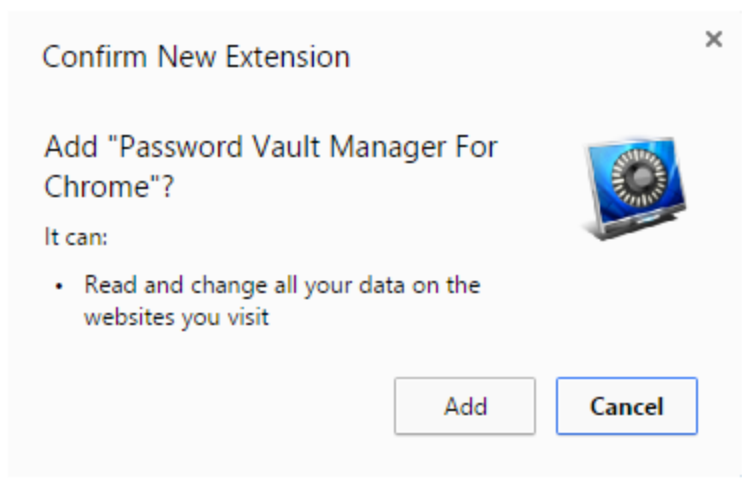 Confirm New Extension
Add "Password Vault Manager For
Chrome"?
It can:
• Read and change all your data on the
websites you visit
Add
Cancel